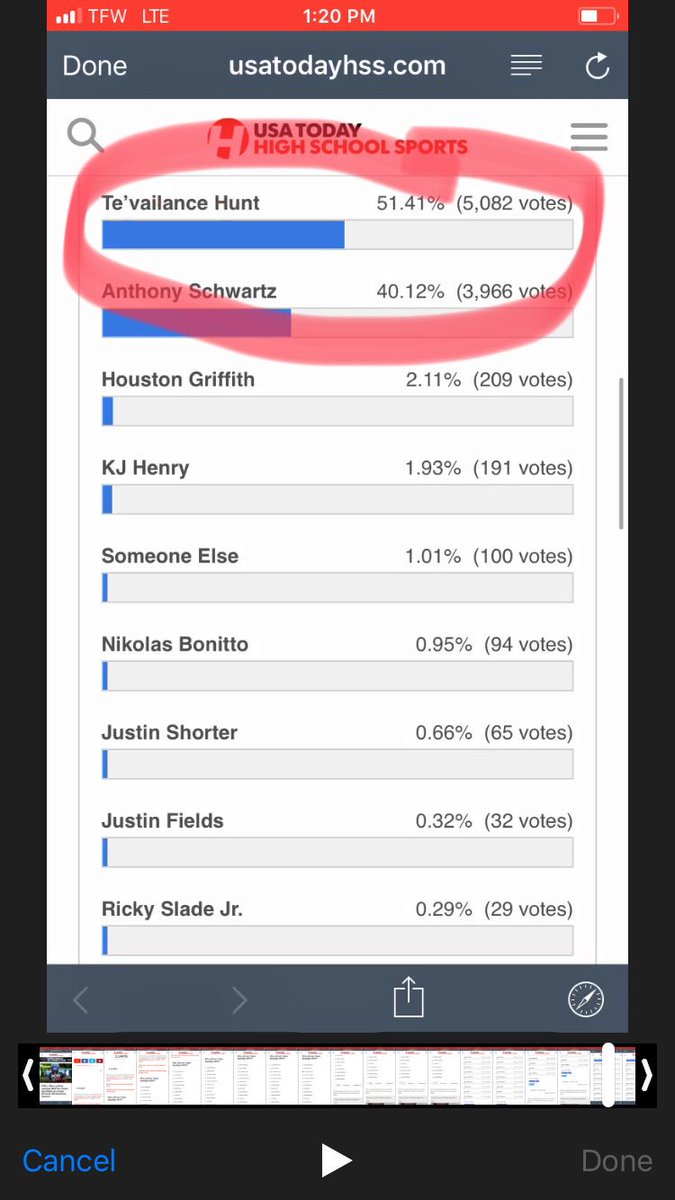 TFW LTE 1:20 PM
Done usatodayhss.com
USA TODAY
HIGH SCHOOL SPORTS
Te'vailance Hunt 51.41% (5,082 votes)
Anthony Schwartz 40.12% (3,966 votes)
Houston Griffith 2.11% (209 votes)
KJ Henry 1.93% (191 votes)
Someone Else 1.01% (100 votes)
Nikolas Bonitto 0.95% (94 votes)
Justin Shorter 0.66% (65 votes)
Justin Fields 0.32% (32 votes)
Ricky Slade Jr. 0.29% (29 votes)
Cancel Done